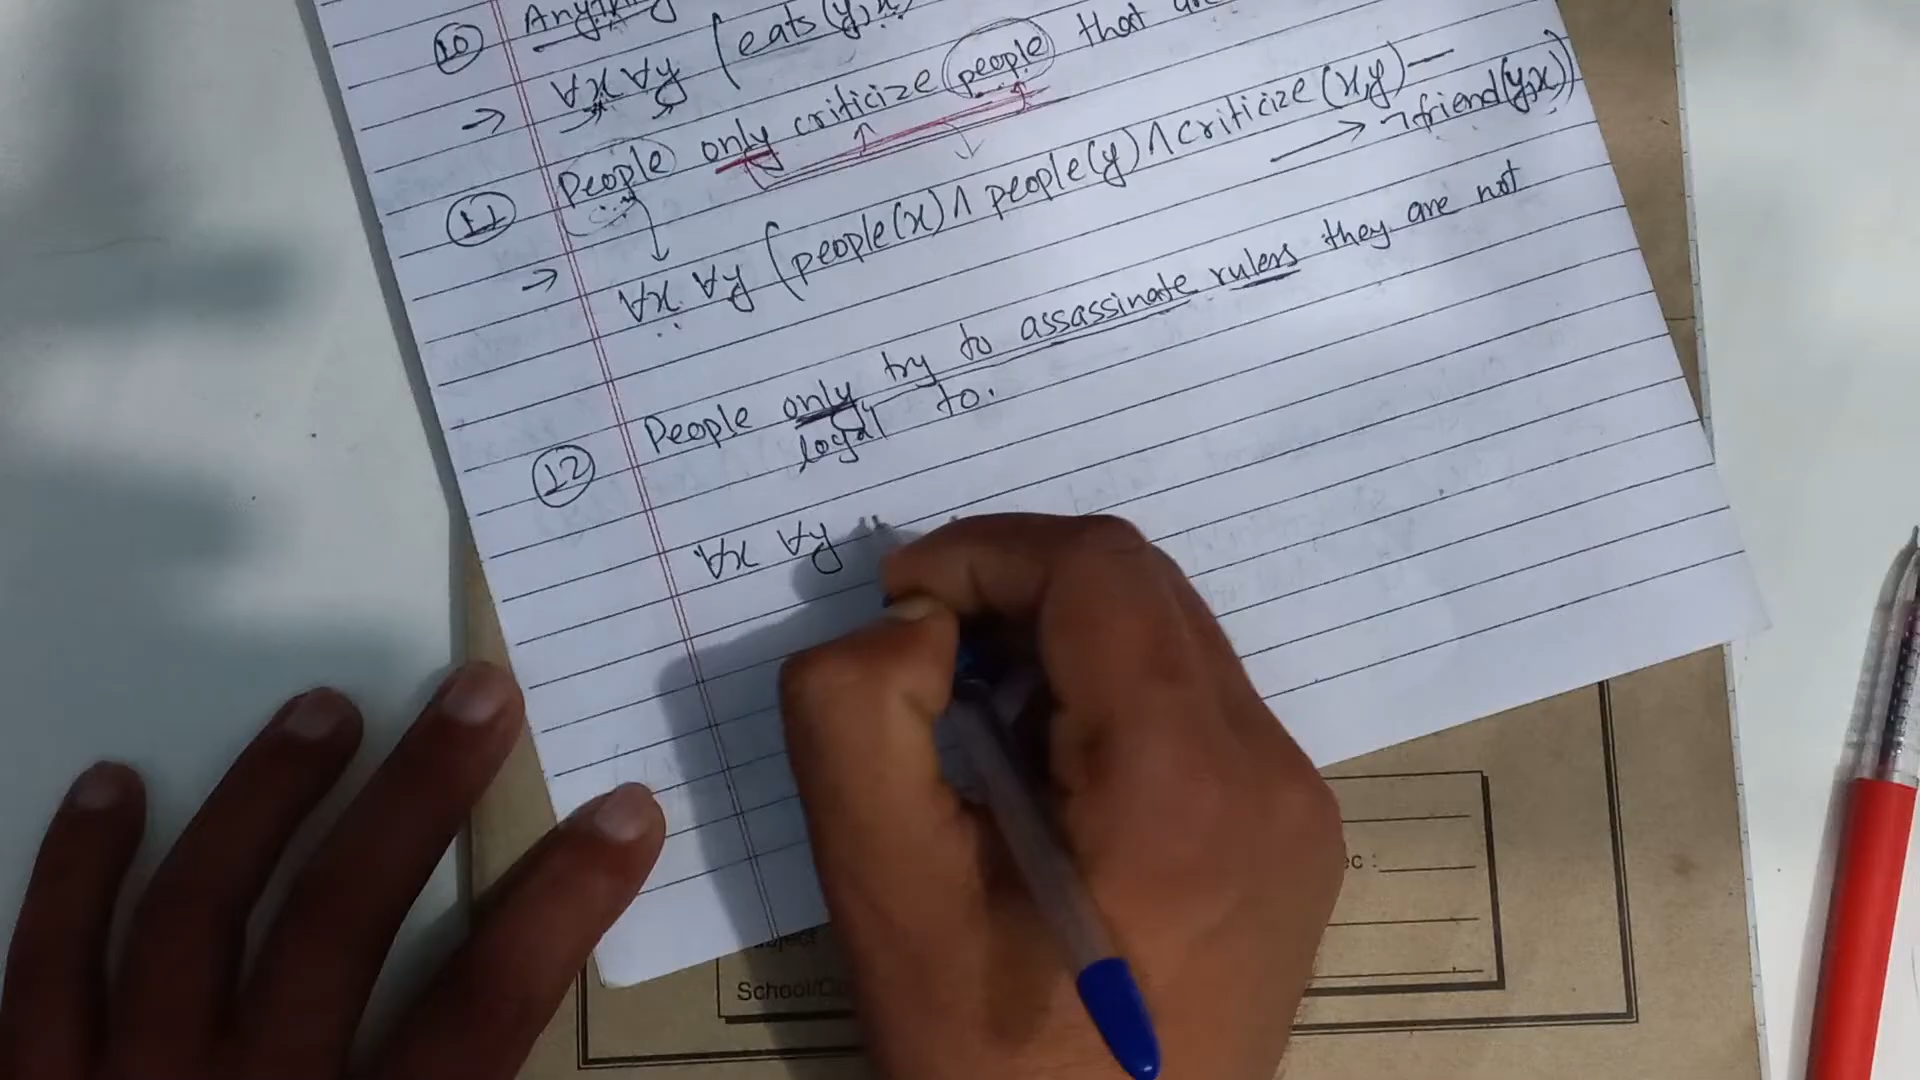 ⑩ Anything
→ ∀x ∀y (eats(y,x)
⑪ People only criticize people that
→ ∀x ∀y (people(x) ∧ people(y) ∧ criticize(x,y) —
→ ¬friend(y,x))
⑫ People only try to assassinate rulers they are not
loyal to.
∀x ∀y
School/Co
ec :